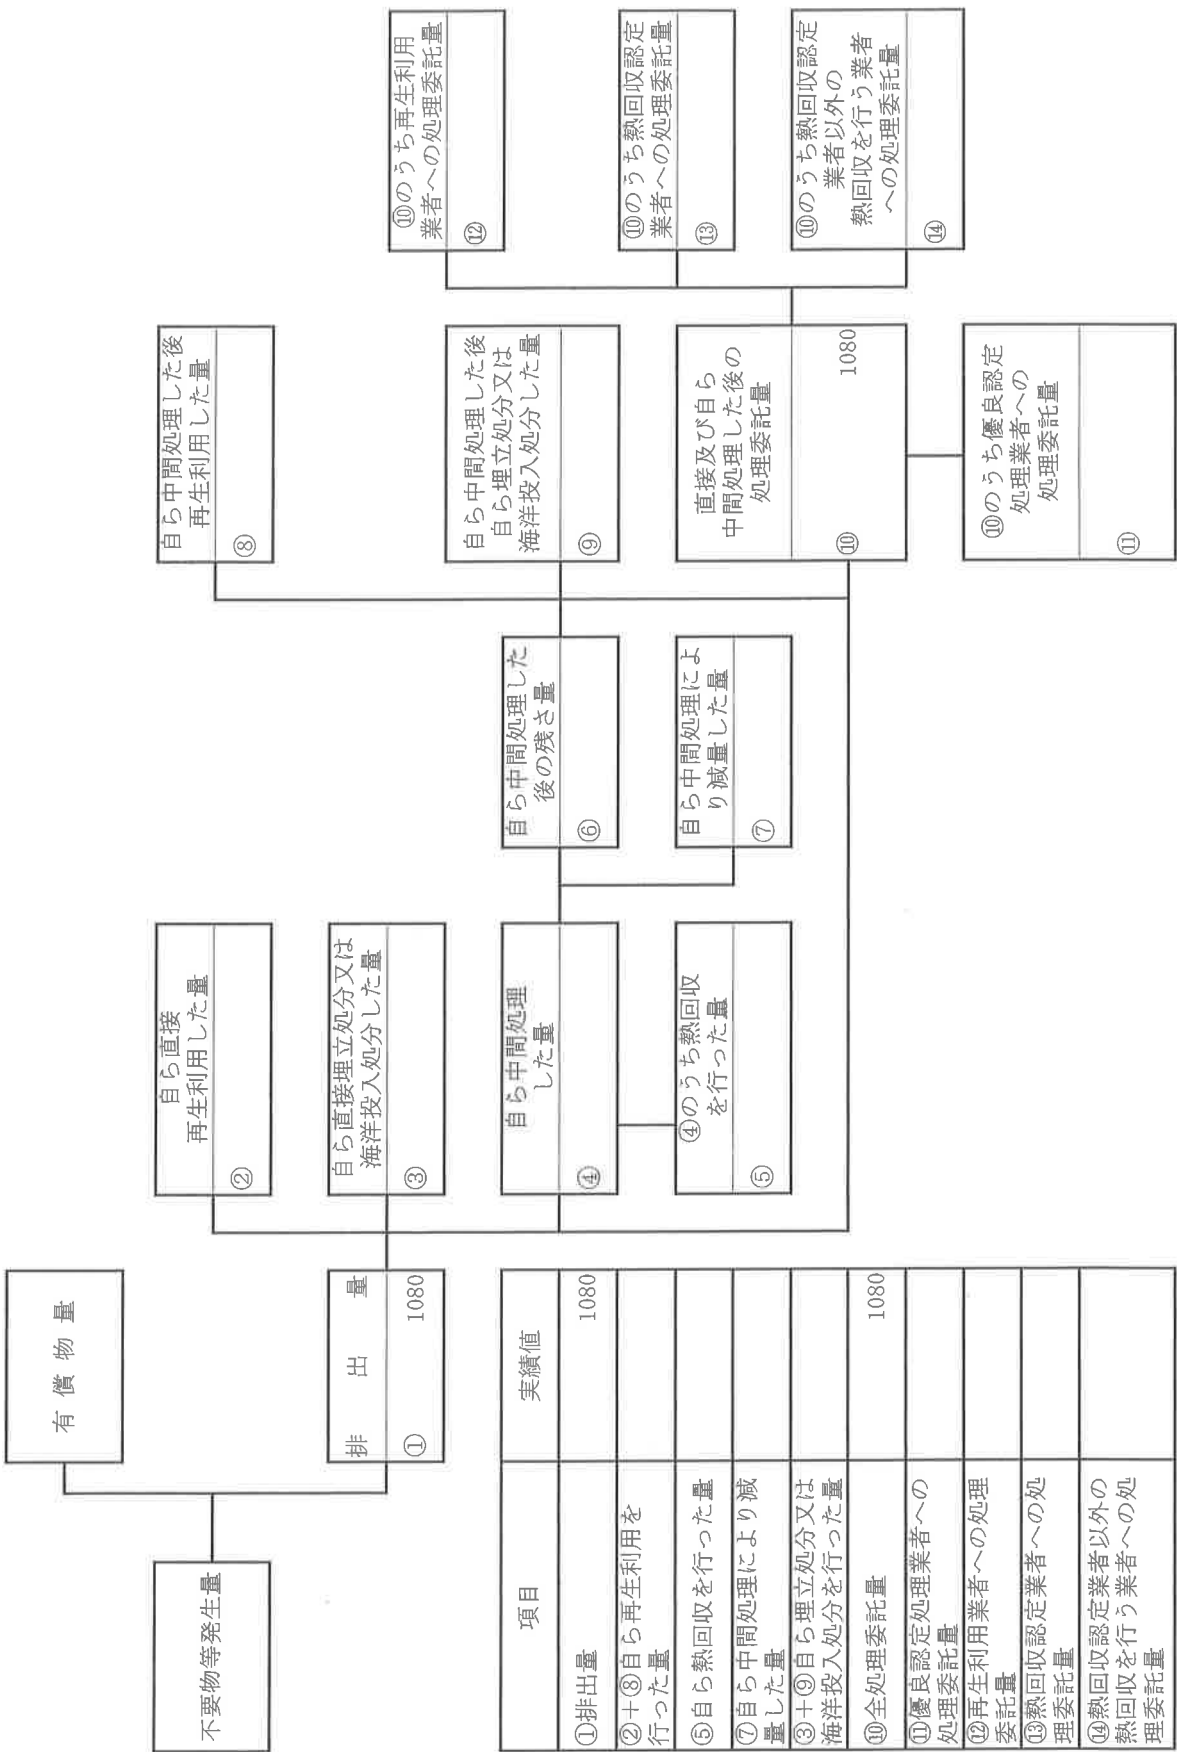 不要物等発生量
有償物量
排出量
① 1080
自ら直接
再生利用した量
②
自ら直接埋立処分又は
海洋投入処分した量
③
自ら中間処理
した量
④
④のうち熱回収
を行った量
⑤
自ら中間処理した
後の残さ量
⑥
自ら中間処理によ
り減量した量
⑦
自ら中間処理した後
再生利用した量
⑧
自ら中間処理した後
自ら埋立処分又は
海洋投入処分した量
⑨
直接及び自ら
中間処理した後の
処理委託量
⑩ 1080
⑩のうち優良認定
処理業者への
処理委託量
⑪
⑩のうち再生利用
業者への処理委託量
⑫
⑩のうち熱回収認定
業者への処理委託量
⑬
⑩のうち熱回収認定
業者以外の
熱回収を行う業者
への処理委託量
⑭
項目 実績値
①排出量 1080
②+⑧自ら再生利用を
行った量
⑤自ら熱回収を行った量
⑦自ら中間処理により減
量した量
③+⑨自ら埋立処分又は
海洋投入処分を行った量
⑩全処理委託量 1080
⑪優良認定処理業者への
処理委託量
⑫再生利用業者への処理
委託量
⑬熱回収認定業者への処
理委託量
⑭熱回収認定業者以外の
熱回収を行う業者への処
理委託量